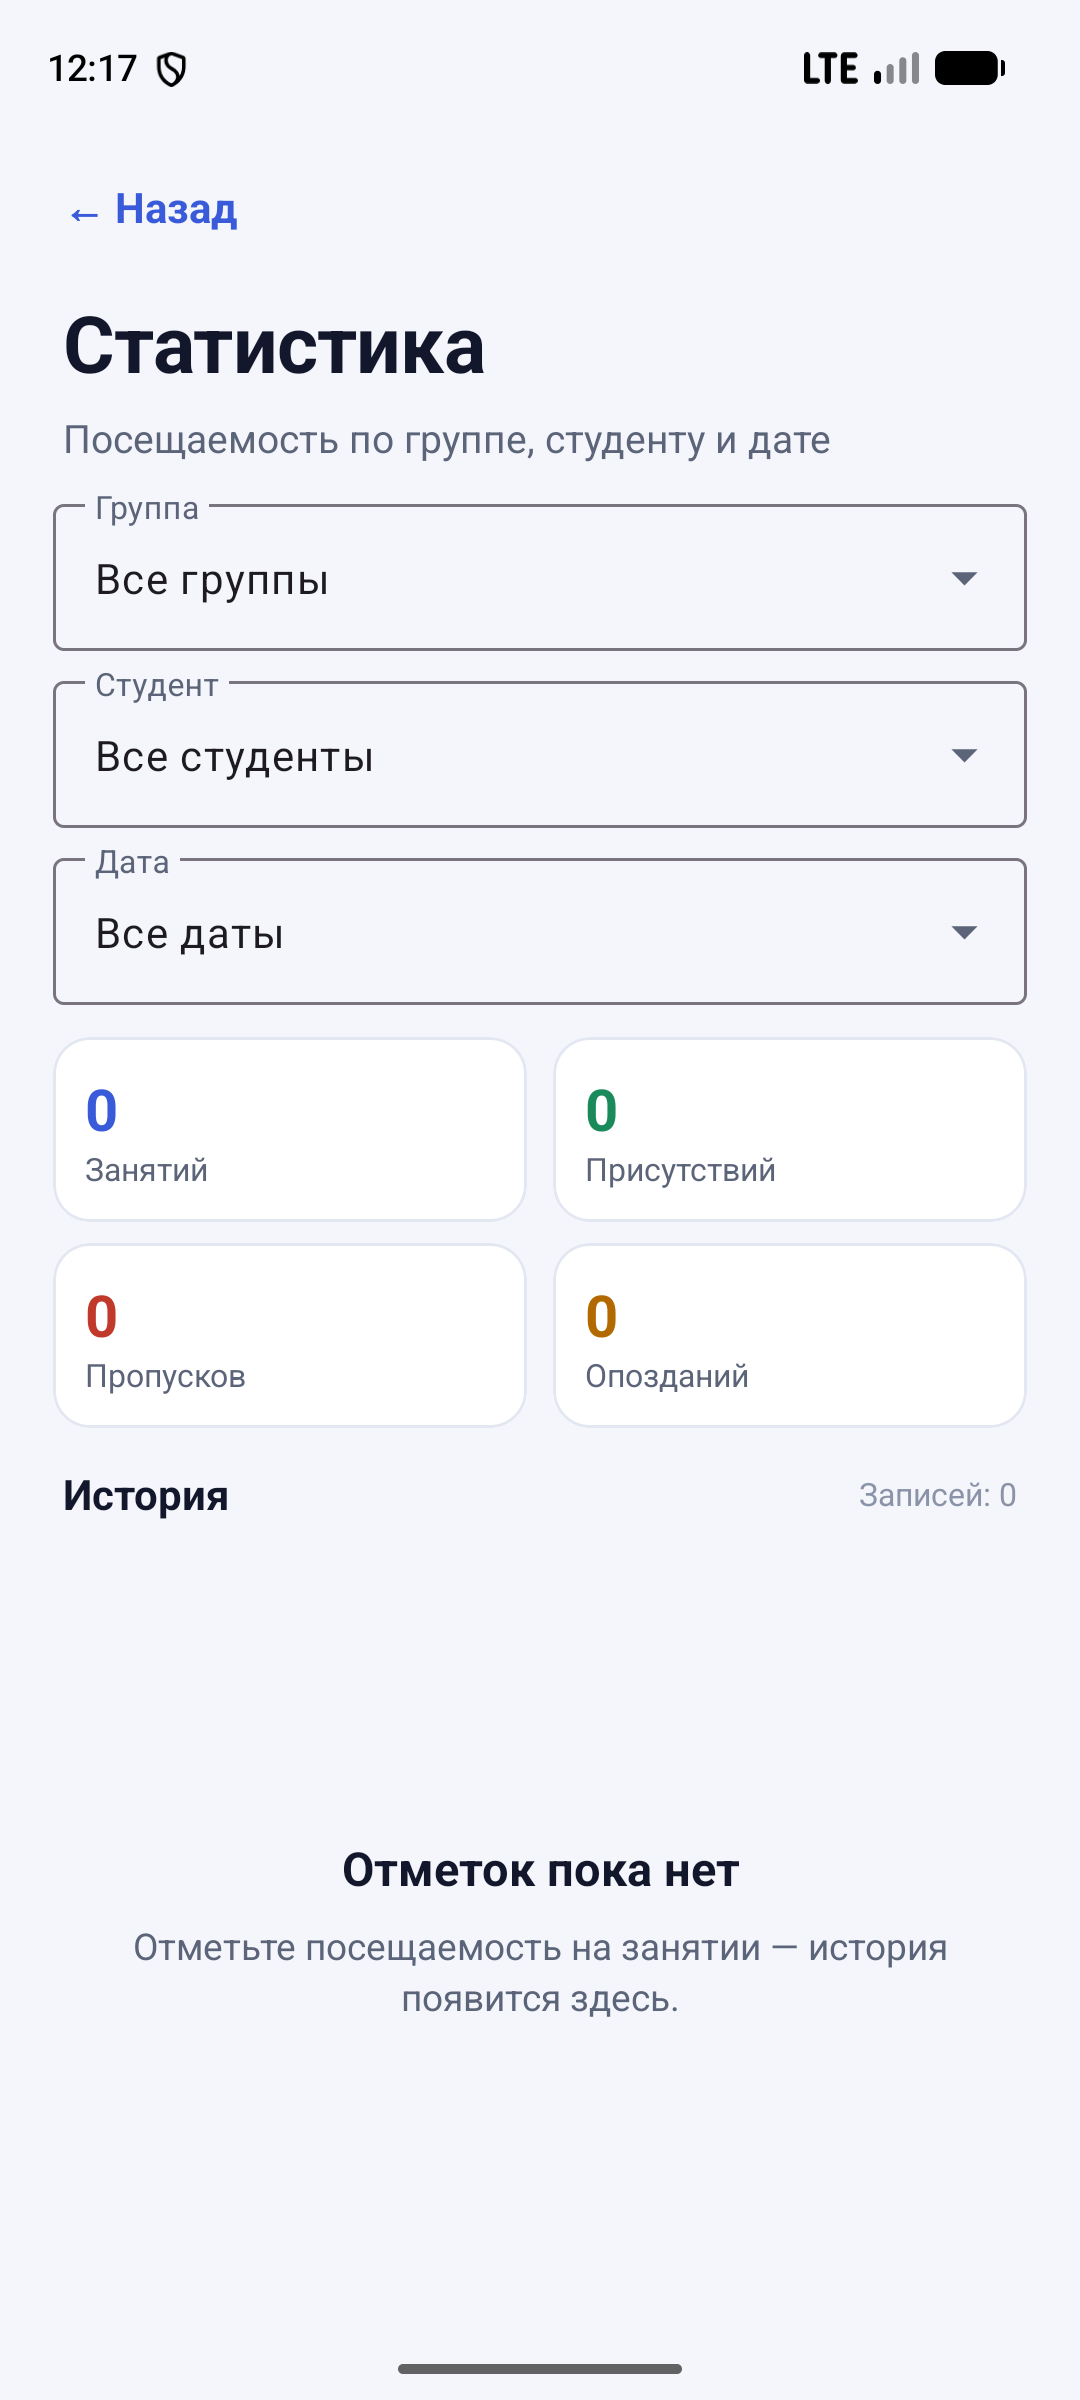 12:17 LTE
← Назад
Статистика
Посещаемость по группе, студенту и дате
Группа
Все группы
Студент
Все студенты
Дата
Все даты
0
Занятий
0
Присутствий
0
Пропусков
0
Опозданий
История Записей: 0
Отметок пока нет
Отметьте посещаемость на занятии — история
появится здесь.